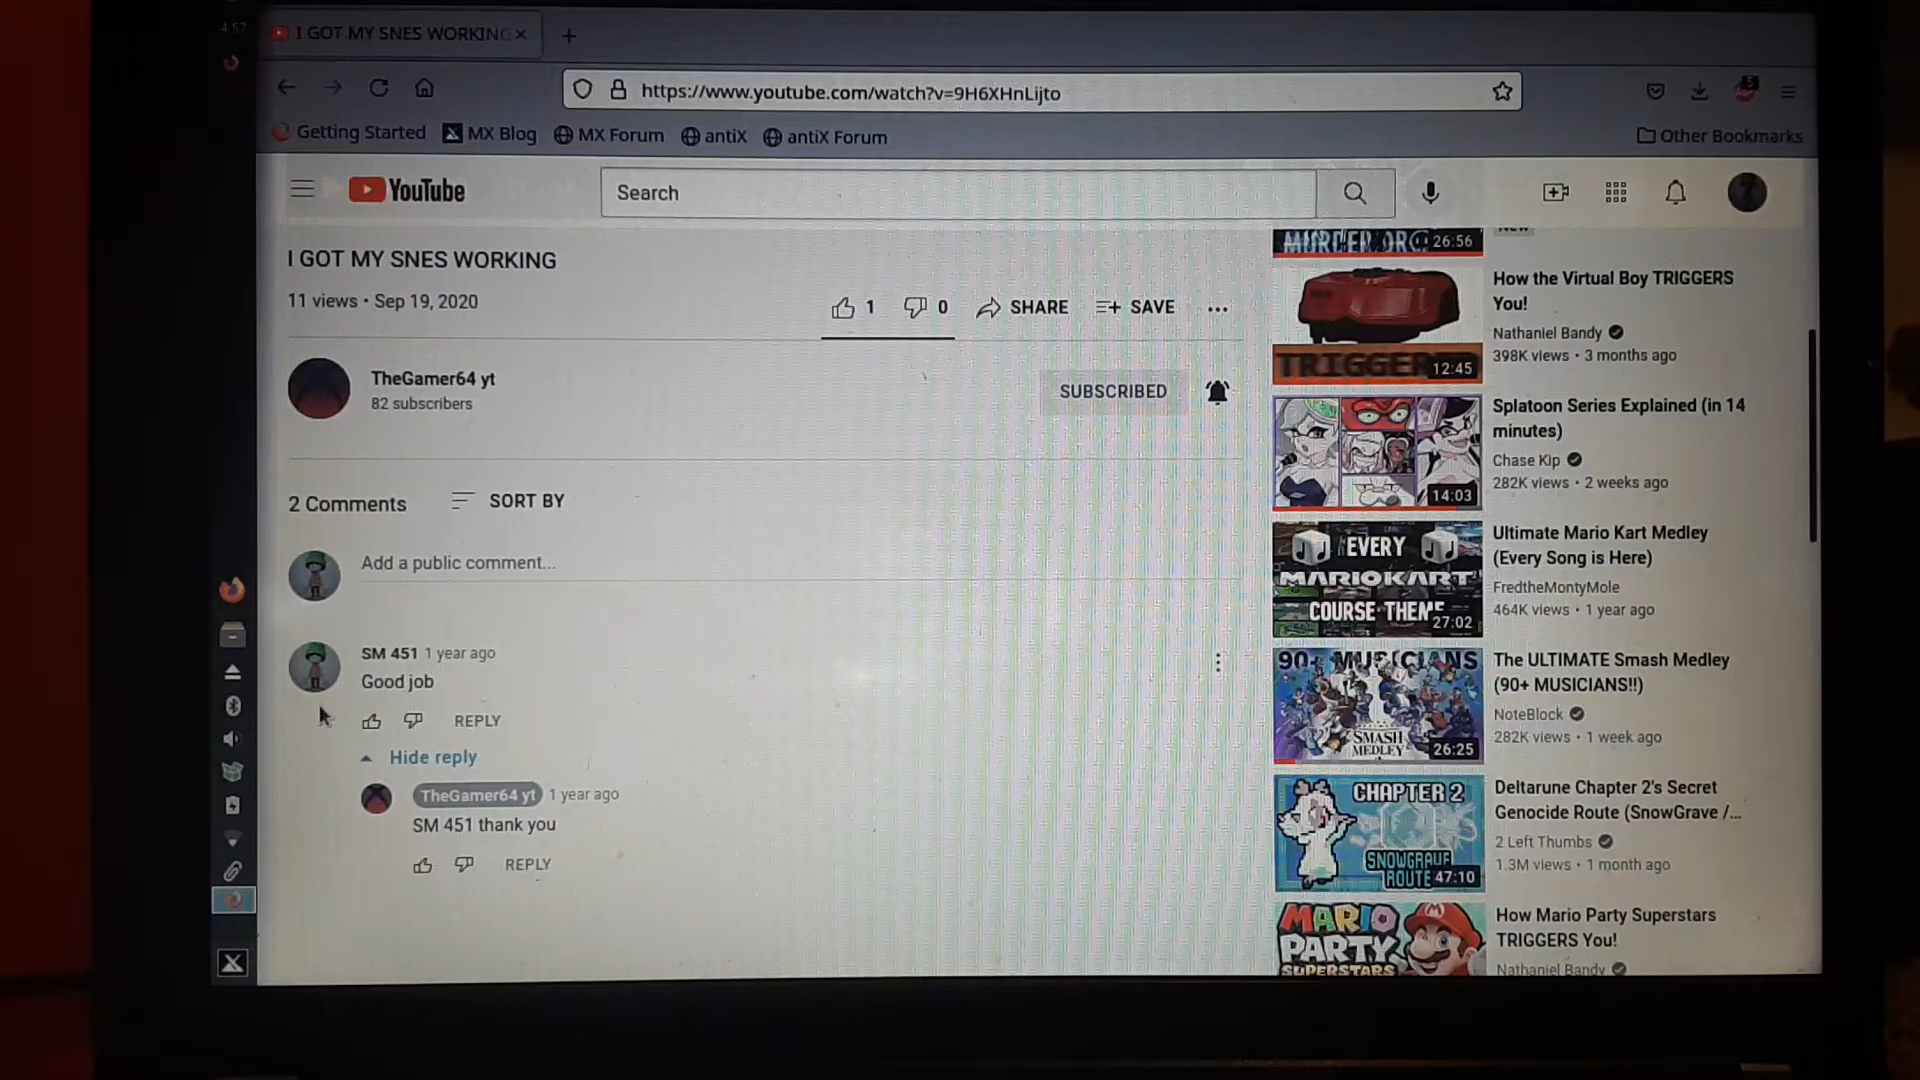 4:57
I GOT MY SNES WORKING
https://www.youtube.com/watch?v=9H6XHnLijto
5
Getting Started MX Blog MX Forum antiX antiX Forum Other Bookmarks
YouTube
Search
I GOT MY SNES WORKING
11 views • Sep 19, 2020
1 0 SHARE SAVE
TheGamer64 yt
82 subscribers
SUBSCRIBED
2 Comments SORT BY
Add a public comment...
SM 451 1 year ago
Good job
REPLY
Hide reply
TheGamer64 yt 1 year ago
SM 451 thank you
REPLY
26:56
NEW
How the Virtual Boy TRIGGERS
You!
Nathaniel Bandy
398K views • 3 months ago
12:45
Splatoon Series Explained (in 14
minutes)
Chase Kip
282K views • 2 weeks ago
14:03
EVERY
MARIO KART
COURSE THEME
27:02
Ultimate Mario Kart Medley
(Every Song is Here)
FredtheMontyMole
464K views • 1 year ago
90+ MUSICIANS
SMASH
MEDLEY
26:25
The ULTIMATE Smash Medley
(90+ MUSICIANS!!)
NoteBlock
282K views • 1 week ago
CHAPTER 2
SNOWGRAVE
ROUTE
47:10
Deltarune Chapter 2's Secret
Genocide Route (SnowGrave /...
2 Left Thumbs
1.3M views • 1 month ago
MARIO
PARTY
SUPERSTARS
How Mario Party Superstars
TRIGGERS You!
Nathaniel Bandy